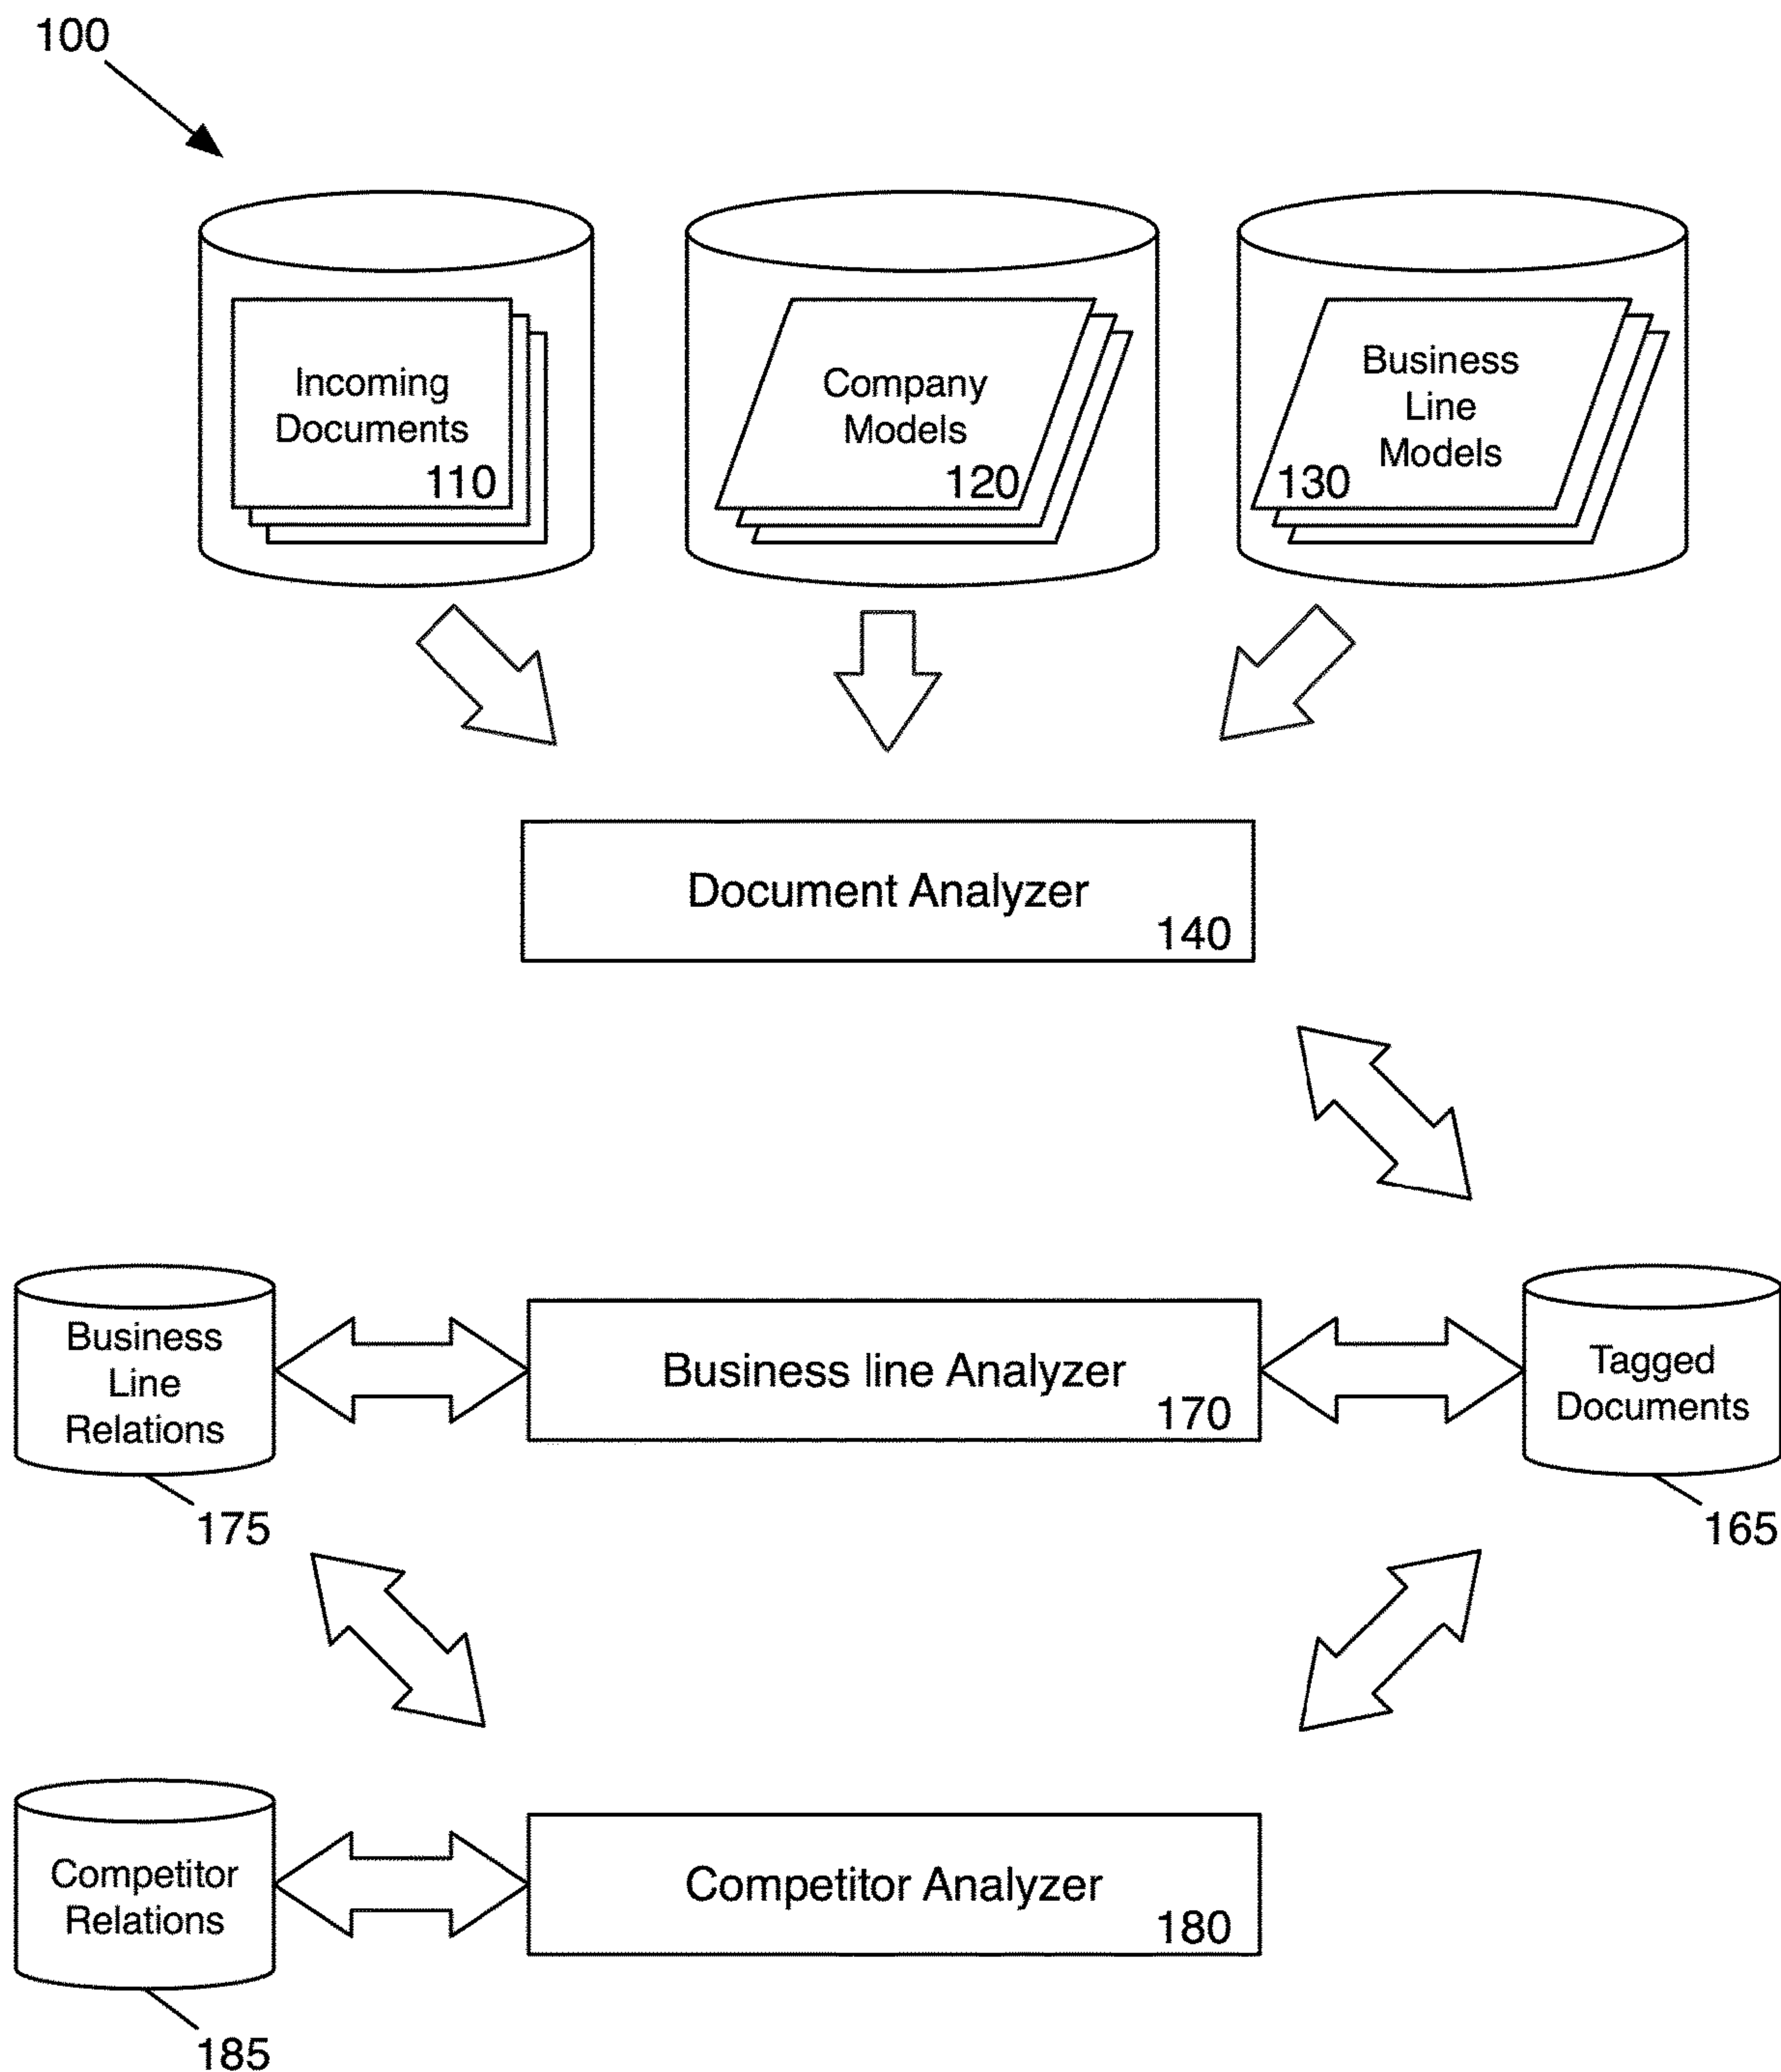 100
Incoming
Documents
110
Company
Models
120
Business
Line
Models
130
Document Analyzer
140
Business
Line
Relations
175
Business line Analyzer
170
Tagged
Documents
165
Competitor
Relations
185
Competitor Analyzer
180